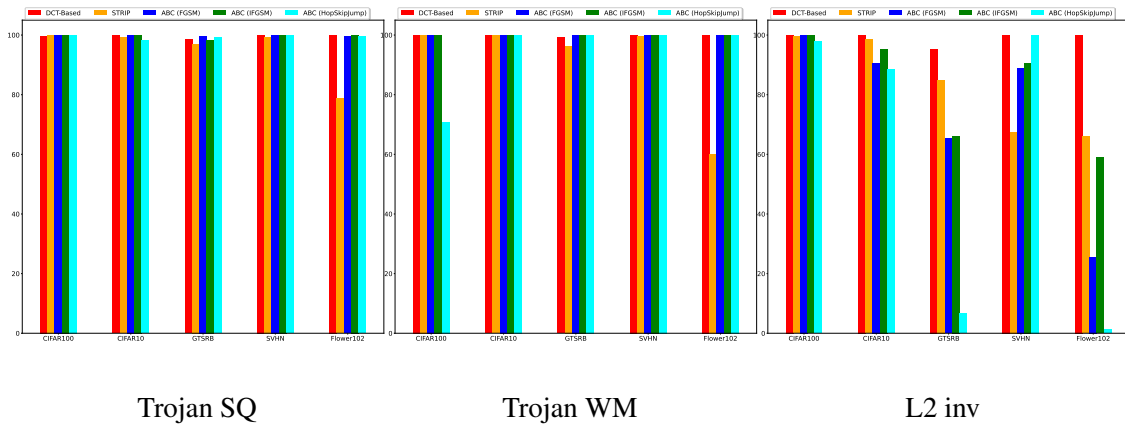 DCT-Based STRIP ABC (FGSM) ABC (IFGSM) ABC (HopSkipJump)
100
80
60
40
20
0
CIFAR100 CIFAR10 GTSRB SVHN Flower102
Trojan SQ
DCT-Based STRIP ABC (FGSM) ABC (IFGSM) ABC (HopSkipJump)
100
80
60
40
20
0
CIFAR100 CIFAR10 GTSRB SVHN Flower102
Trojan WM
DCT-Based STRIP ABC (FGSM) ABC (IFGSM) ABC (HopSkipJump)
100
80
60
40
20
0
CIFAR100 CIFAR10 GTSRB SVHN Flower102
L2 inv